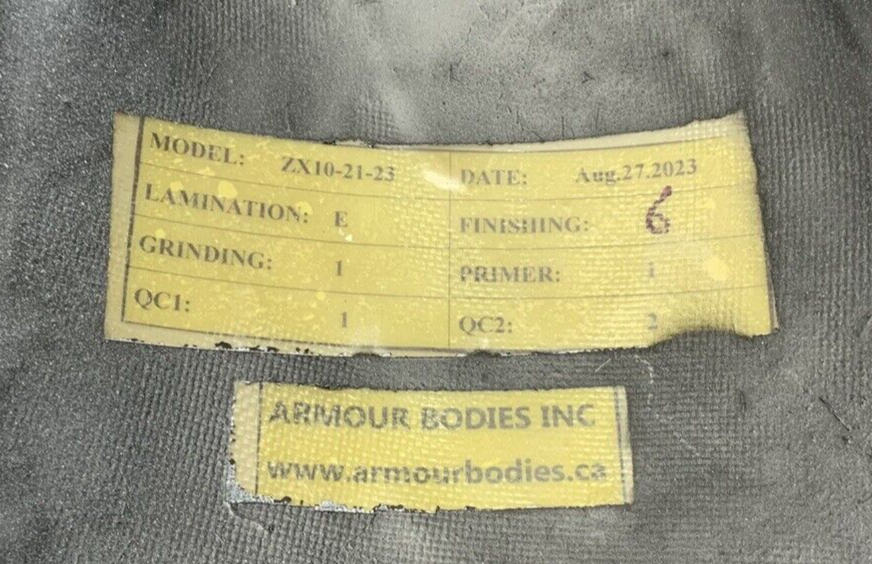 MODEL: ZX10-21-23 DATE: Aug.27.2023
LAMINATION: E FINISHING: 6
GRINDING: 1 PRIMER: 1
QC1: 1 QC2: 2
ARMOUR BODIES INC
www.armourbodies.ca